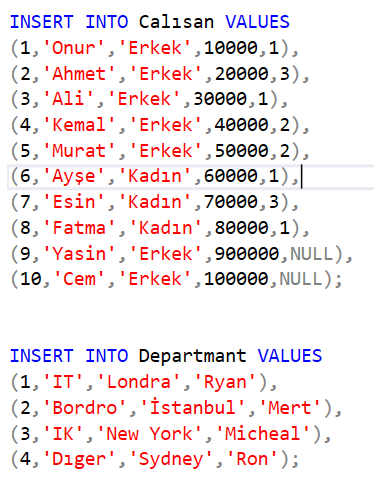 INSERT INTO Calısan VALUES
(1,'Onur','Erkek',10000,1),
(2,'Ahmet','Erkek',20000,3),
(3,'Ali','Erkek',30000,1),
(4,'Kemal','Erkek',40000,2),
(5,'Murat','Erkek',50000,2),
(6,'Ayşe','Kadın',60000,1),
(7,'Esin','Kadın',70000,3),
(8,'Fatma','Kadın',80000,1),
(9,'Yasin','Erkek',900000,NULL),
(10,'Cem','Erkek',100000,NULL);
INSERT INTO Departmant VALUES
(1,'IT','Londra','Ryan'),
(2,'Bordro','İstanbul','Mert'),
(3,'IK','New York','Micheal'),
(4,'Dıger','Sydney','Ron');